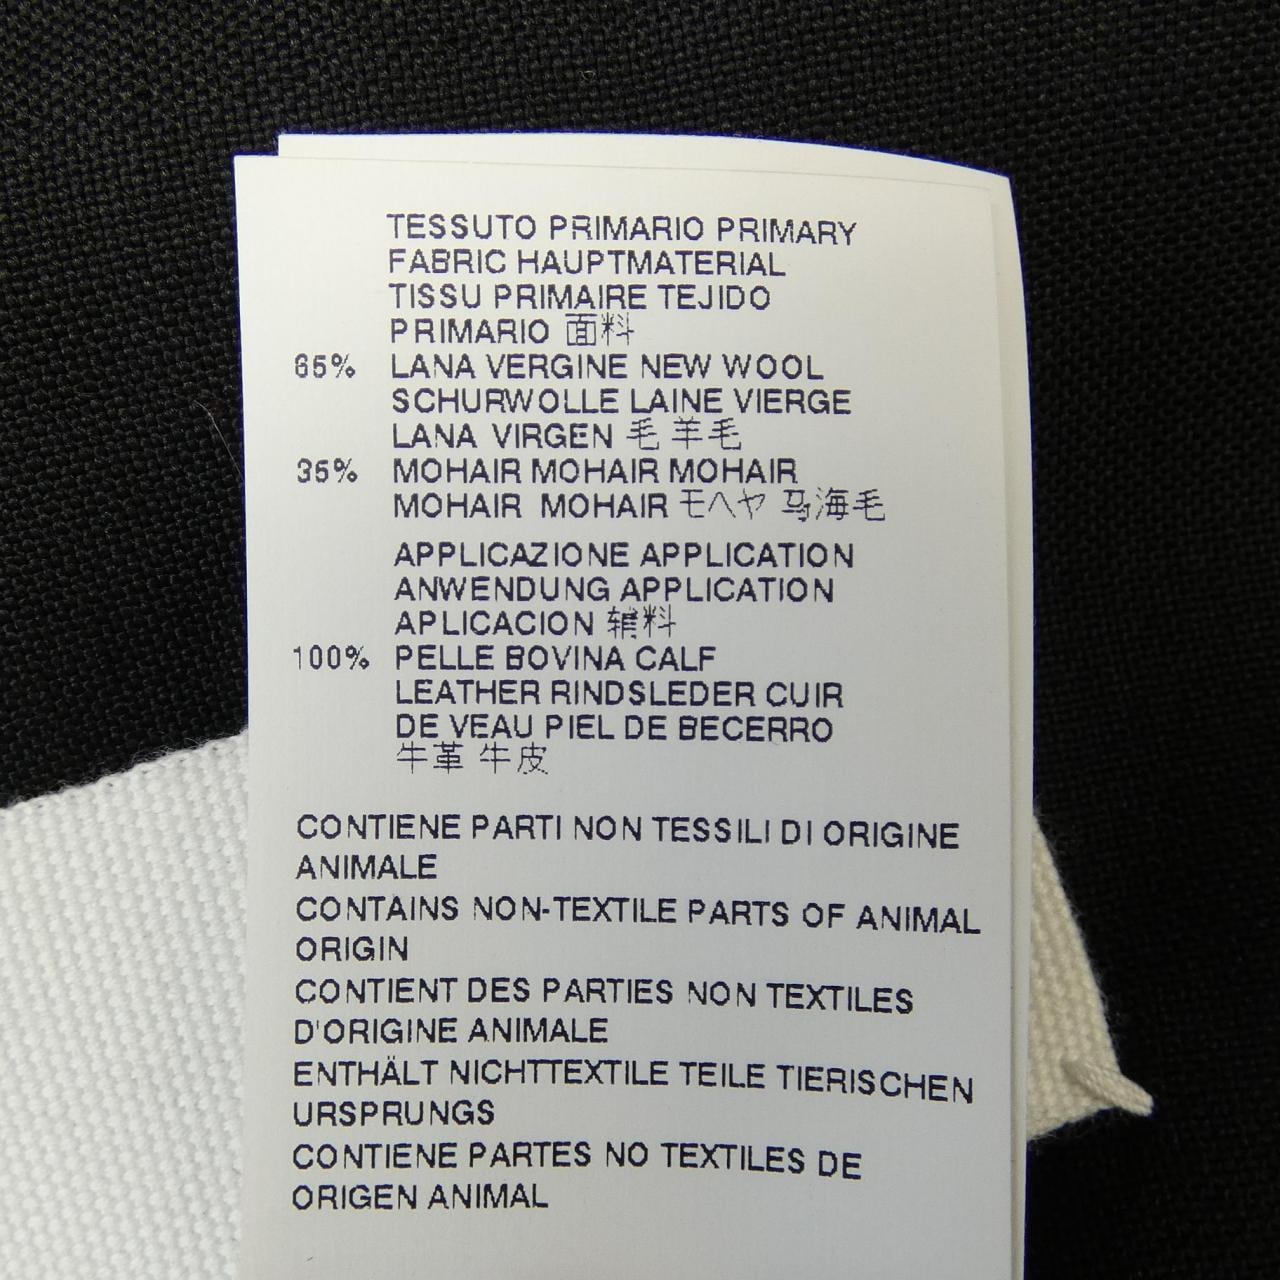 TESSUTO PRIMARIO PRIMARY
FABRIC HAUPTMATERIAL
TISSU PRIMAIRE TEJIDO
PRIMARIO 面料
65% LANA VERGINE NEW WOOL
SCHURWOLLE LAINE VIERGE
LANA VIRGEN 毛 羊毛
35% MOHAIR MOHAIR MOHAIR
MOHAIR MOHAIR モヘヤ 马海毛
APPLICAZIONE APPLICATION
ANWENDUNG APPLICATION
APLICACION 辅料
100% PELLE BOVINA CALF
LEATHER RINDSLEDER CUIR
DE VEAU PIEL DE BECERRO
牛革 牛皮
CONTIENE PARTI NON TESSILI DI ORIGINE
ANIMALE
CONTAINS NON-TEXTILE PARTS OF ANIMAL
ORIGIN
CONTIENT DES PARTIES NON TEXTILES
D'ORIGINE ANIMALE
ENTHÄLT NICHTTEXTILE TEILE TIERISCHEN
URSPRUNGS
CONTIENE PARTES NO TEXTILES DE
ORIGEN ANIMAL